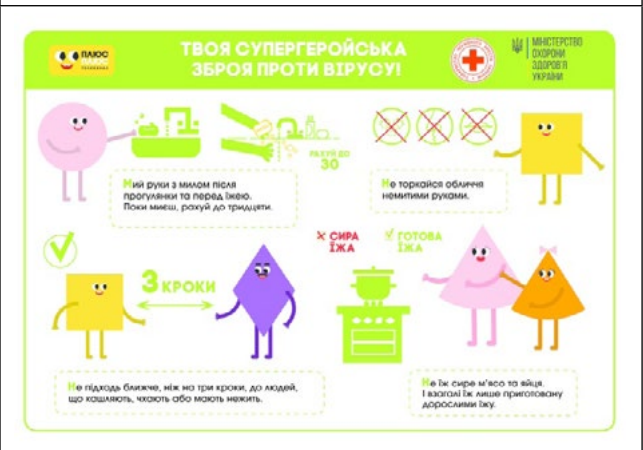 ПЛЮС
ПЛЮС
ТВОЯ СУПЕРГЕРОЙСЬКА
ЗБРОЯ ПРОТИ ВІРУСУ!
МІНІСТЕРСТВО
ОХОРОНИ
ЗДОРОВ'Я
УКРАЇНИ
РАХУЙ ДО
30
Мий руки з милом після
прогулянки та перед їжею.
Поки миєш, рахуй до тридцяти.
Не торкайся обличчя
немитими руками.
3 КРОКИ
СИРА
ЇЖА
ГОТОВА
ЇЖА
Не підходь ближче, ніж на три кроки, до людей,
що кашляють, чхають або мають нежить.
Не їж сире м'ясо та яйця.
І взагалі їж лише приготовану
дорослими їжу.